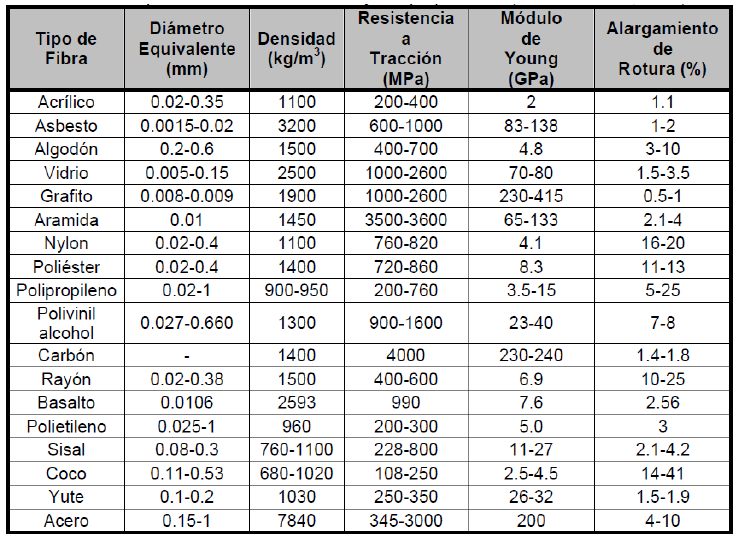 Tipo de Fibra | Diámetro Equivalente (mm) | Densidad (kg/m³) | Resistencia a Tracción (MPa) | Módulo de Young (GPa) | Alargamiento de Rotura (%)
Acrílico | 0.02-0.35 | 1100 | 200-400 | 2 | 1.1
Asbesto | 0.0015-0.02 | 3200 | 600-1000 | 83-138 | 1-2
Algodón | 0.2-0.6 | 1500 | 400-700 | 4.8 | 3-10
Vidrio | 0.005-0.15 | 2500 | 1000-2600 | 70-80 | 1.5-3.5
Grafito | 0.008-0.009 | 1900 | 1000-2600 | 230-415 | 0.5-1
Aramida | 0.01 | 1450 | 3500-3600 | 65-133 | 2.1-4
Nylon | 0.02-0.4 | 1100 | 760-820 | 4.1 | 16-20
Poliéster | 0.02-0.4 | 1400 | 720-860 | 8.3 | 11-13
Polipropileno | 0.02-1 | 900-950 | 200-760 | 3.5-15 | 5-25
Polivinil alcohol | 0.027-0.660 | 1300 | 900-1600 | 23-40 | 7-8
Carbón | - | 1400 | 4000 | 230-240 | 1.4-1.8
Rayón | 0.02-0.38 | 1500 | 400-600 | 6.9 | 10-25
Basalto | 0.0106 | 2593 | 990 | 7.6 | 2.56
Polietileno | 0.025-1 | 960 | 200-300 | 5.0 | 3
Sisal | 0.08-0.3 | 760-1100 | 228-800 | 11-27 | 2.1-4.2
Coco | 0.11-0.53 | 680-1020 | 108-250 | 2.5-4.5 | 14-41
Yute | 0.1-0.2 | 1030 | 250-350 | 26-32 | 1.5-1.9
Acero | 0.15-1 | 7840 | 345-3000 | 200 | 4-10